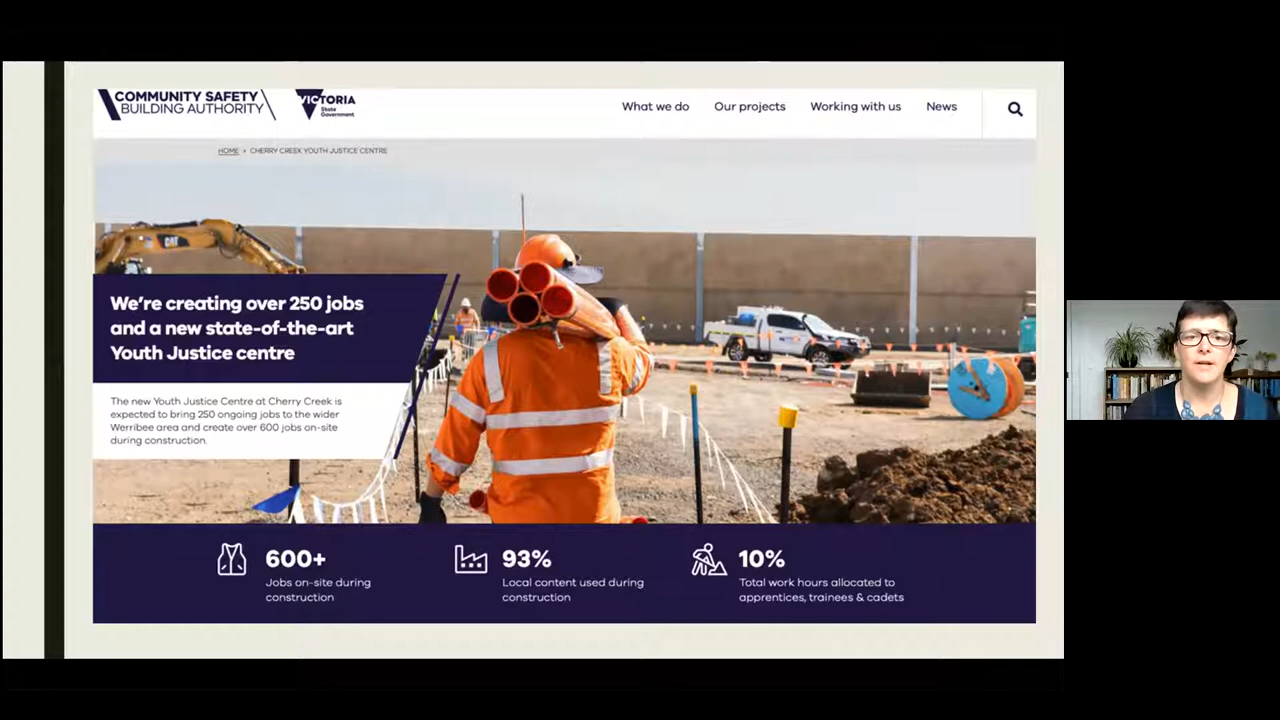 COMMUNITY SAFETY
BUILDING AUTHORITY
VICTORIA
State
Government
What we do
Our projects
Working with us
News
HOME • CHERRY CREEK YOUTH JUSTICE CENTRE
CAT
We're creating over 250 jobs
and a new state-of-the-art
Youth Justice centre
The new Youth Justice Centre at Cherry Creek is
expected to bring 250 ongoing jobs to the wider
Werribee area and create over 600 jobs on-site
during construction.
600+
Jobs on-site during
construction
93%
Local content used during
construction
10%
Total work hours allocated to
apprentices, trainees & cadets